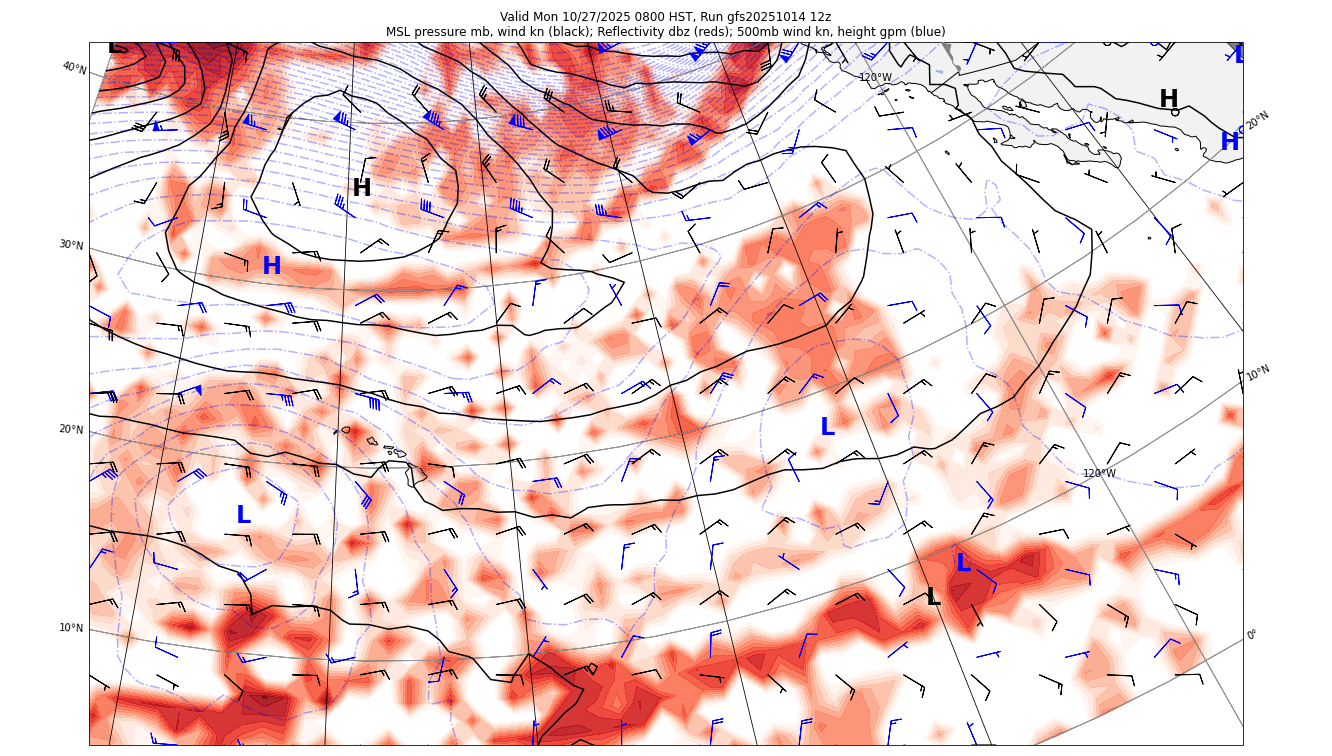 Valid Mon 10/27/2025 0800 HST, Run gfs20251014 12z
MSL pressure mb, wind kn (black); Reflectivity dbz (reds); 500mb wind kn, height gpm (blue)
L
L
40°N
120°W
H
20°N
H
H
30°N
H
10°N
20°N
L
120°W
L
L
L
10°N
0°